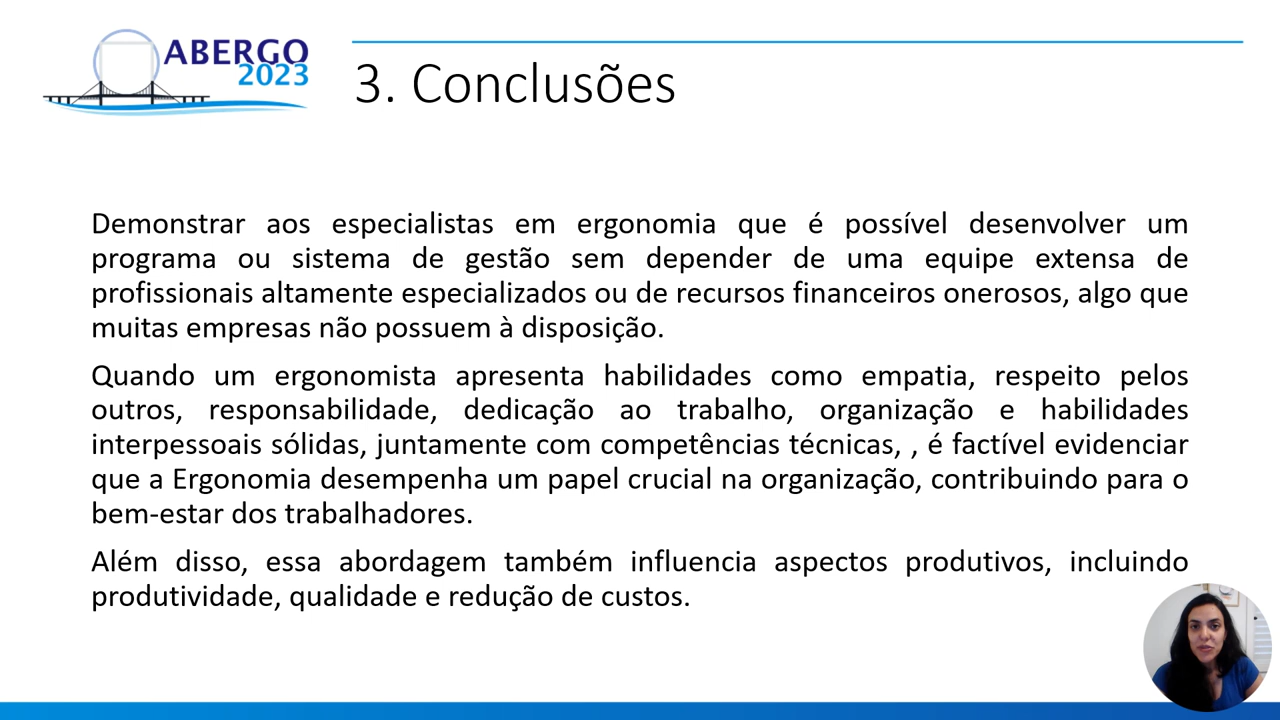 ABERGO
2023
3. Conclusões
Demonstrar aos especialistas em ergonomia que é possível desenvolver um
programa ou sistema de gestão sem depender de uma equipe extensa de
profissionais altamente especializados ou de recursos financeiros onerosos, algo que
muitas empresas não possuem à disposição.
Quando um ergonomista apresenta habilidades como empatia, respeito pelos
outros, responsabilidade, dedicação ao trabalho, organização e habilidades
interpessoais sólidas, juntamente com competências técnicas, , é factível evidenciar
que a Ergonomia desempenha um papel crucial na organização, contribuindo para o
bem-estar dos trabalhadores.
Além disso, essa abordagem também influencia aspectos produtivos, incluindo
produtividade, qualidade e redução de custos.